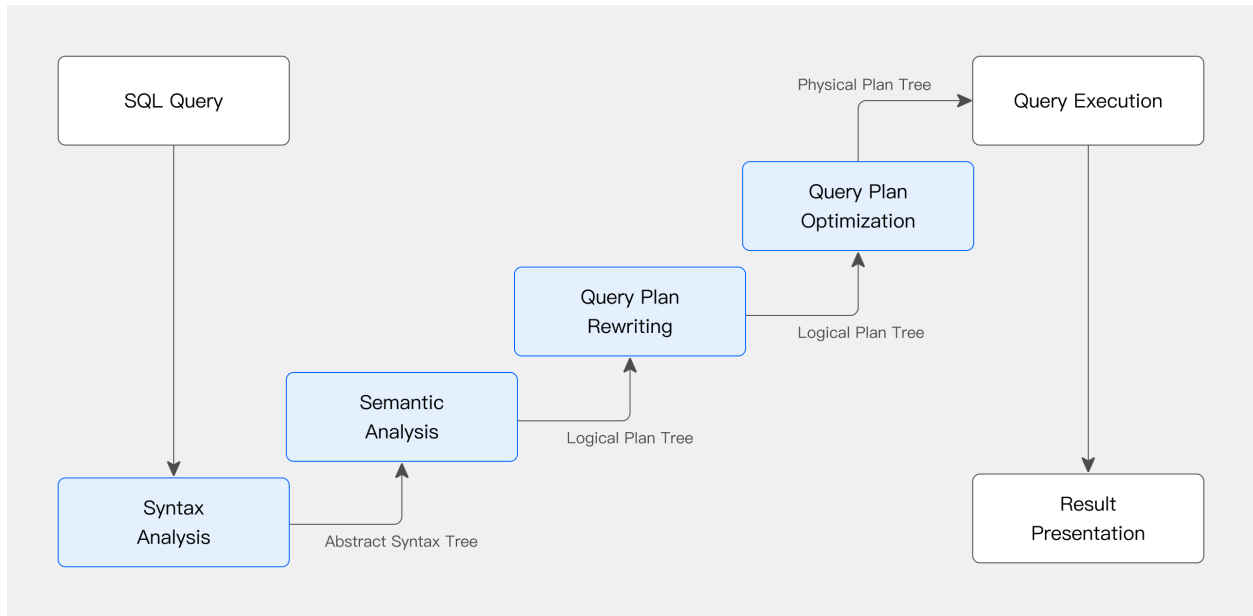 SQL Query
Physical Plan Tree
Query Execution
Query Plan
Optimization
Query Plan
Rewriting
Logical Plan Tree
Semantic
Analysis
Logical Plan Tree
Syntax
Analysis
Abstract Syntax Tree
Result
Presentation